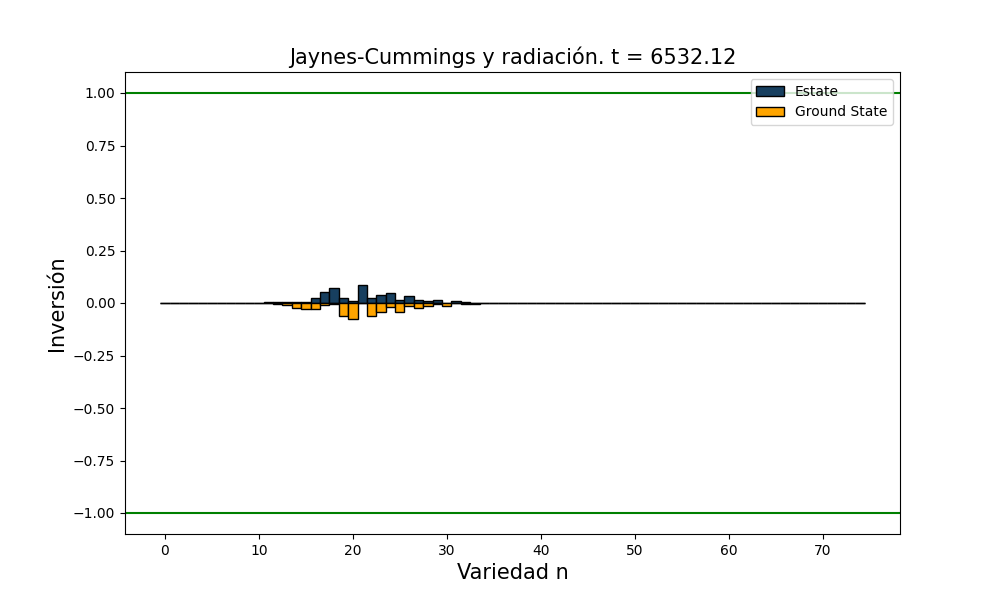 Jaynes-Cummings y radiación. t = 6532.12
Estate
Ground State
1.00
0.75
0.50
0.25
0.00
−0.25
−0.50
−0.75
−1.00
Inversión
0 10 20 30 40 50 60 70
Variedad n